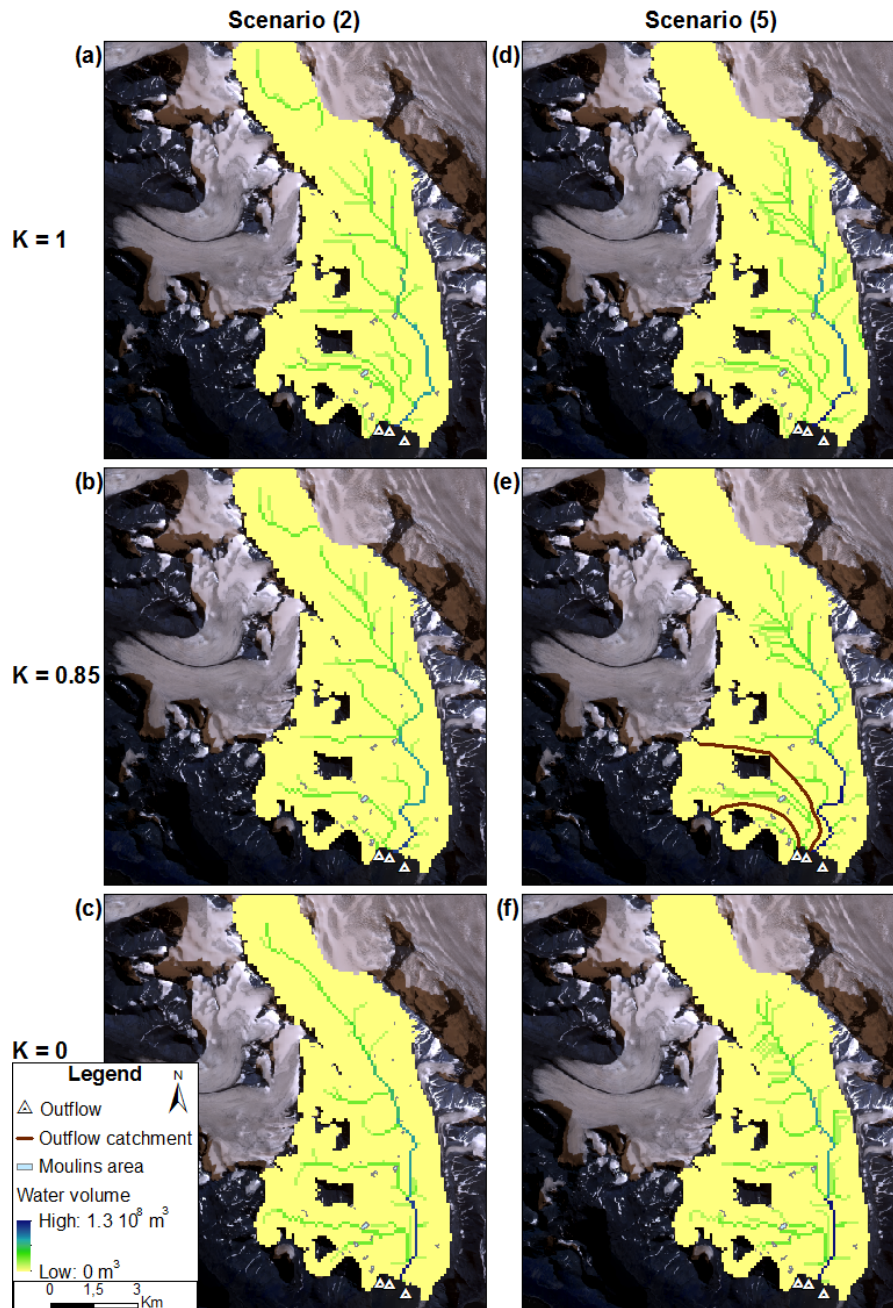 Scenario (2) Scenario (5)
(a) (d)
K = 1
(b) (e)
K = 0.85
(c) (f)
K = 0
Legend
N
Outflow
Outflow catchment
Moulins area
Water volume
High: 1.3 10⁸ m³
Low: 0 m³
0 1,5 3
Km